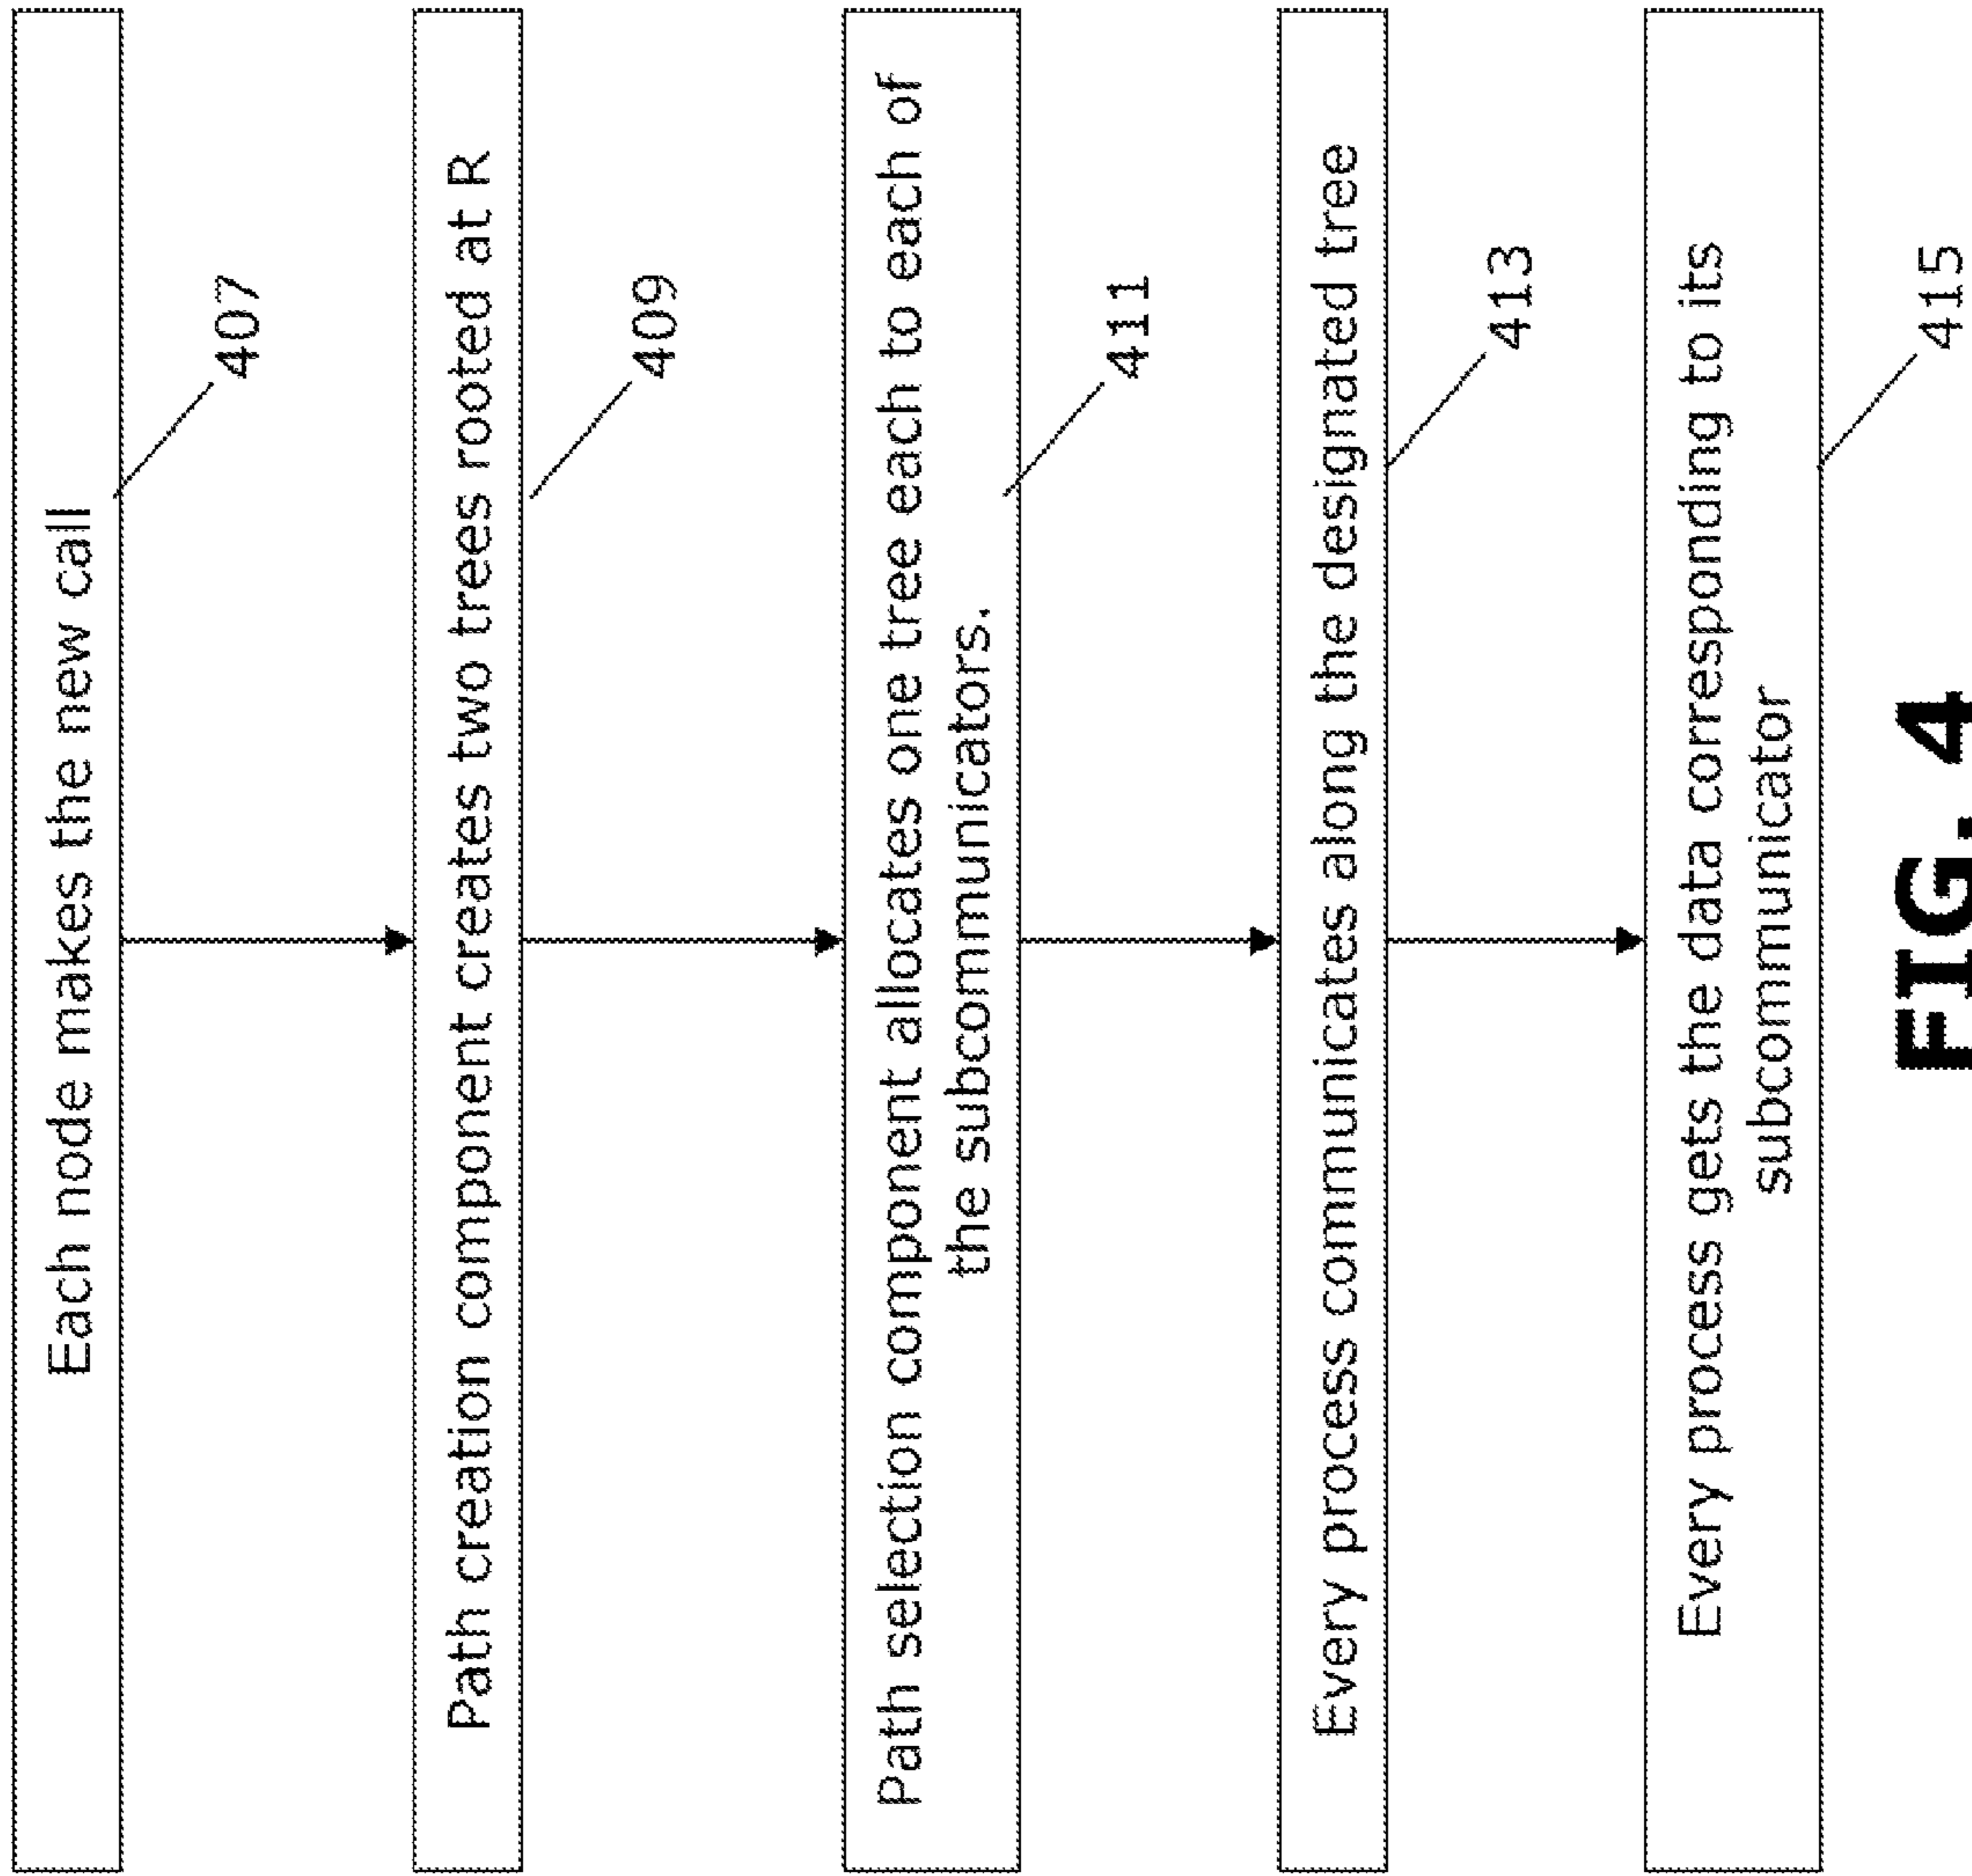 Each node makes the new call
407
Path creation component creates two trees rooted at R
409
Path selection component allocates one tree each to each of
the subcommunicators.
411
Every process communicates along the designated tree
413
Every process gets the data corresponding to its
subcommunicator
415
FIG. 4